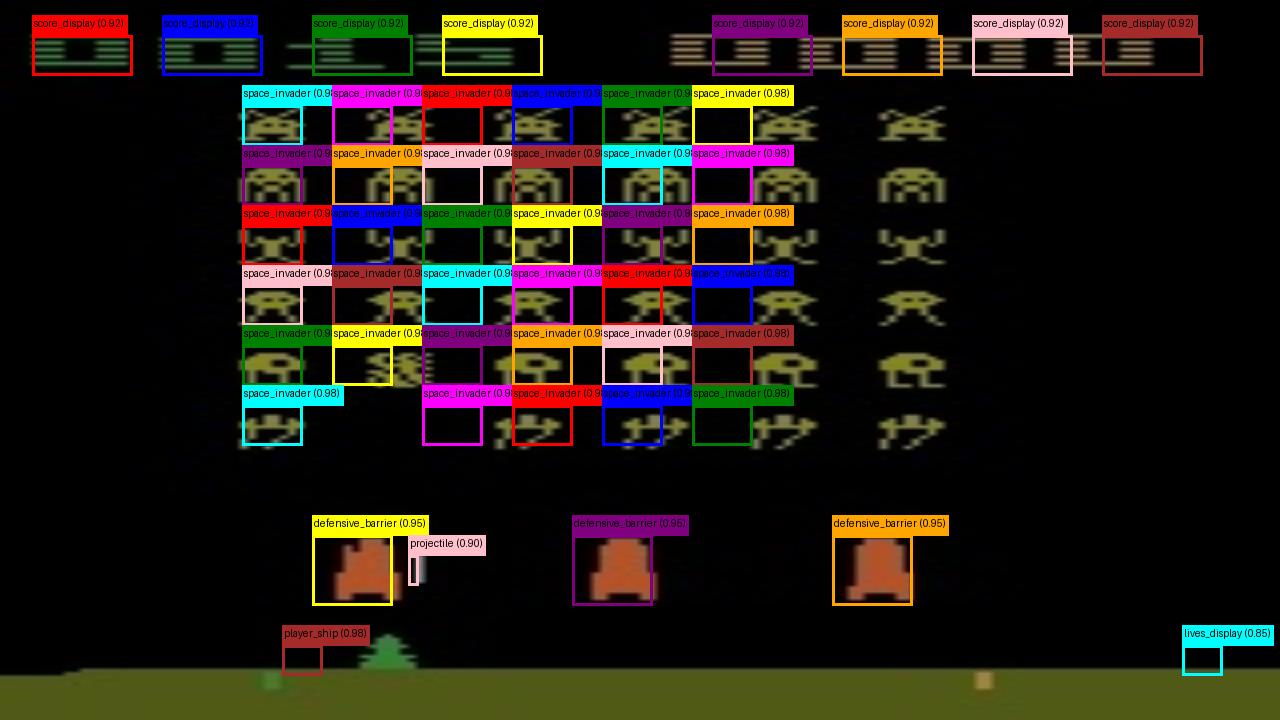 score_display (0.92) score_display (0.92) score_display (0.92) score_display (0.92) score_display (0.92) score_display (0.92) score_display (0.92) score_display (0.92)
space_invader (0.9 space_invader (0.9 space_invader (0.9 space_invader (0.9 space_invader (0.9 space_invader (0.98)
space_invader (0.9 space_invader (0.9 space_invader (0.9 space_invader (0.9 space_invader (0.9 space_invader (0.98)
space_invader (0.9 space_invader (0.9 space_invader (0.9 space_invader (0.9 space_invader (0.9 space_invader (0.98)
space_invader (0.9 space_invader (0.9 space_invader (0.9 space_invader (0.9 space_invader (0.9 space_invader (0.98)
space_invader (0.9 space_invader (0.9 space_invader (0.9 space_invader (0.9 space_invader (0.9 space_invader (0.98)
space_invader (0.98) space_invader (0.9 space_invader (0.9 space_invader (0.9 space_invader (0.98)
defensive_barrier (0.95) defensive_barrier (0.95) defensive_barrier (0.95)
projectile (0.90)
player_ship (0.98) lives_display (0.85)